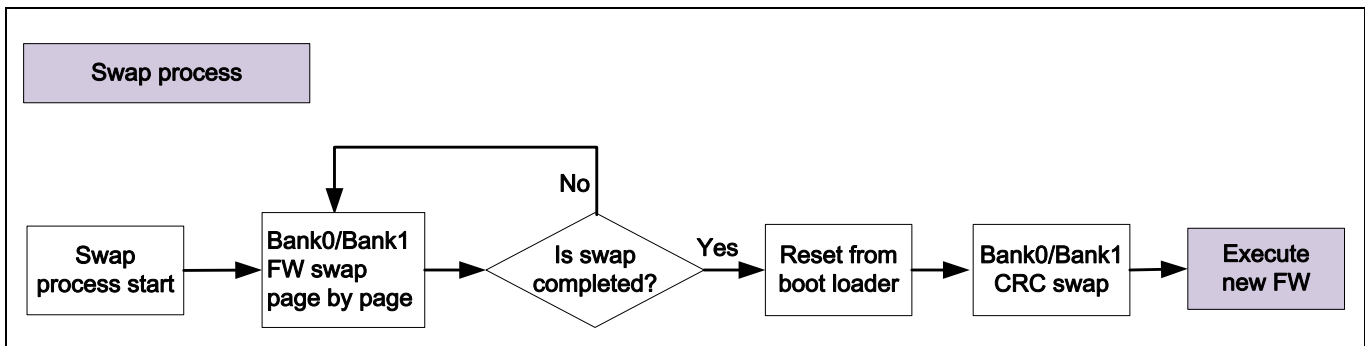 Swap process
No
Swap
process start
Bank0/Bank1
FW swap
page by page
Is swap
completed?
Yes
Reset from
boot loader
Bank0/Bank1
CRC swap
Execute
new FW